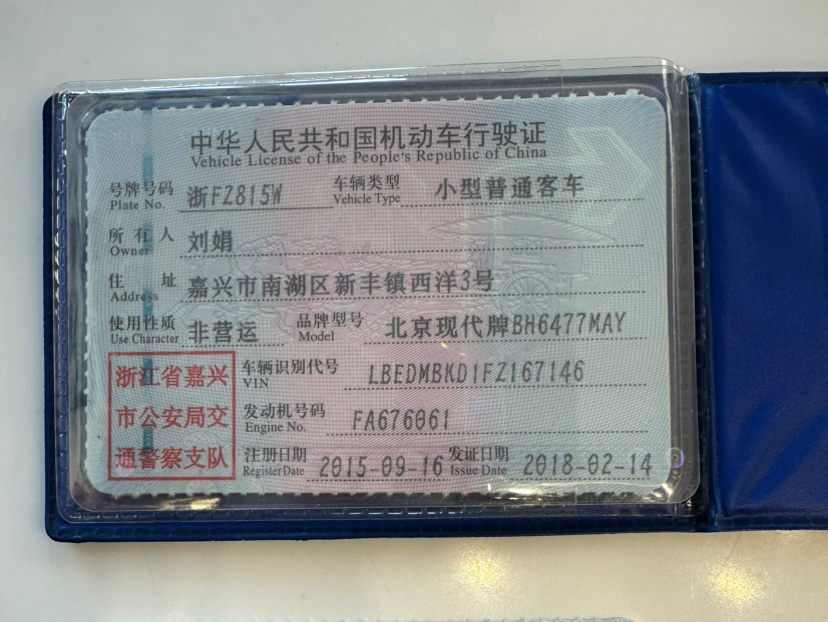 中华人民共和国机动车行驶证
Vehicle License of the People's Republic of China
号牌号码 浙FZ815W 车辆类型 小型普通客车
Plate No. Vehicle Type
所有人 刘娟
Owner
住址 嘉兴市南湖区新丰镇西洋3号
Address
使用性质 非营运 品牌型号 北京现代牌BH6477MAY
Use Character Model
浙江省嘉兴
市公安局交
通警察支队
车辆识别代号 LBEDMBKD1FZ167146
VIN
发动机号码 FA676061
Engine No.
注册日期 2015-09-16 发证日期 2018-02-14
Register Date Issue Date